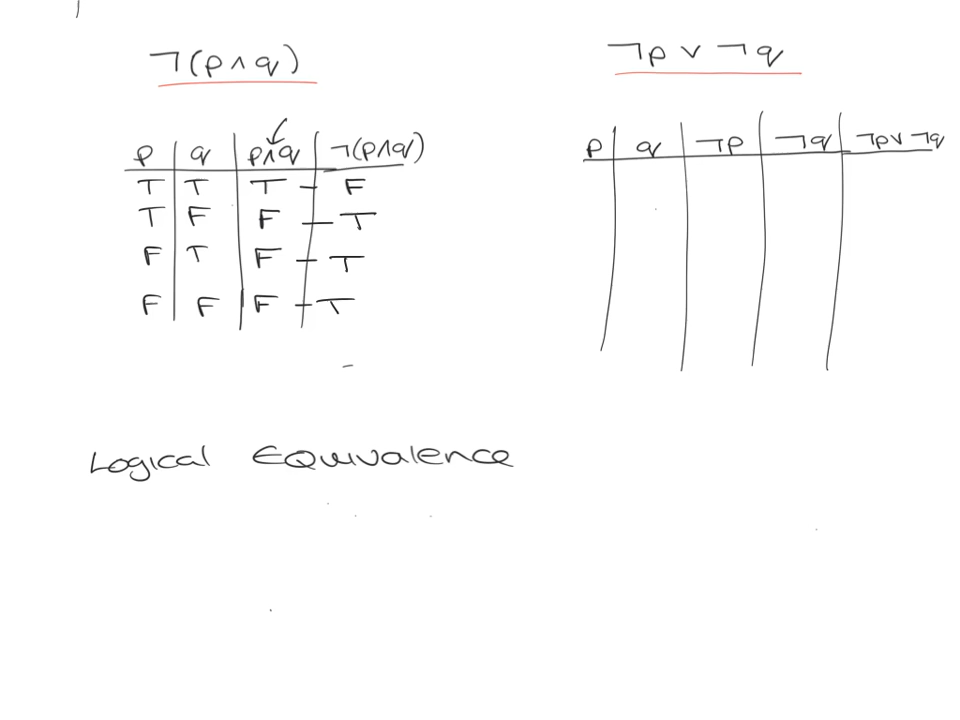 ¬(p∧q)
¬p ∨ ¬q
p q p∧q ¬(p∧q)
T T T F
T F F T
F T F T
F F F T
p q ¬p ¬q ¬p∨¬q
Logical Equivalence